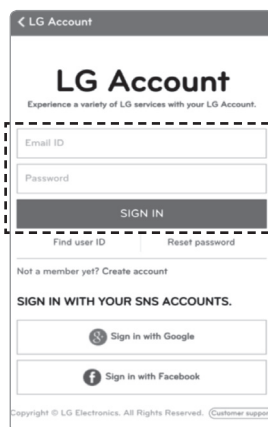 LG Account
LG Account
Experience a variety of LG services with your LG Account.
Email ID
Password
SIGN IN
Find user ID Reset password
Not a member yet? Create account
SIGN IN WITH YOUR SNS ACCOUNTS.
g Sign in with Google
f Sign in with Facebook
Copyright © LG Electronics. All Rights Reserved. Customer support